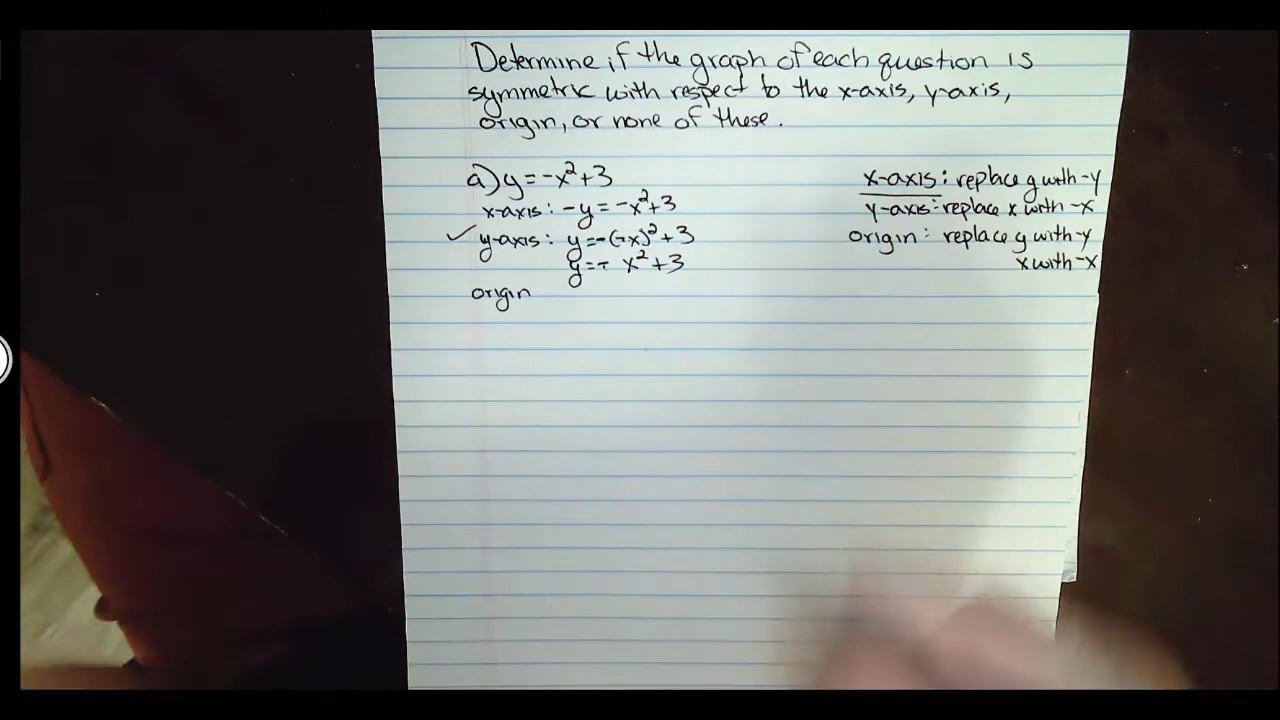 Determine if the graph of each question is
symmetric with respect to the x-axis, y-axis,
origin, or none of these.
a) y = -x²+3
x-axis: -y = -x²+3
✓ y-axis: y = -(-x)²+3
y = - x²+3
origin
x-axis: replace y with -y
y-axis: replace x with -x
origin: replace y with -y
x with -x